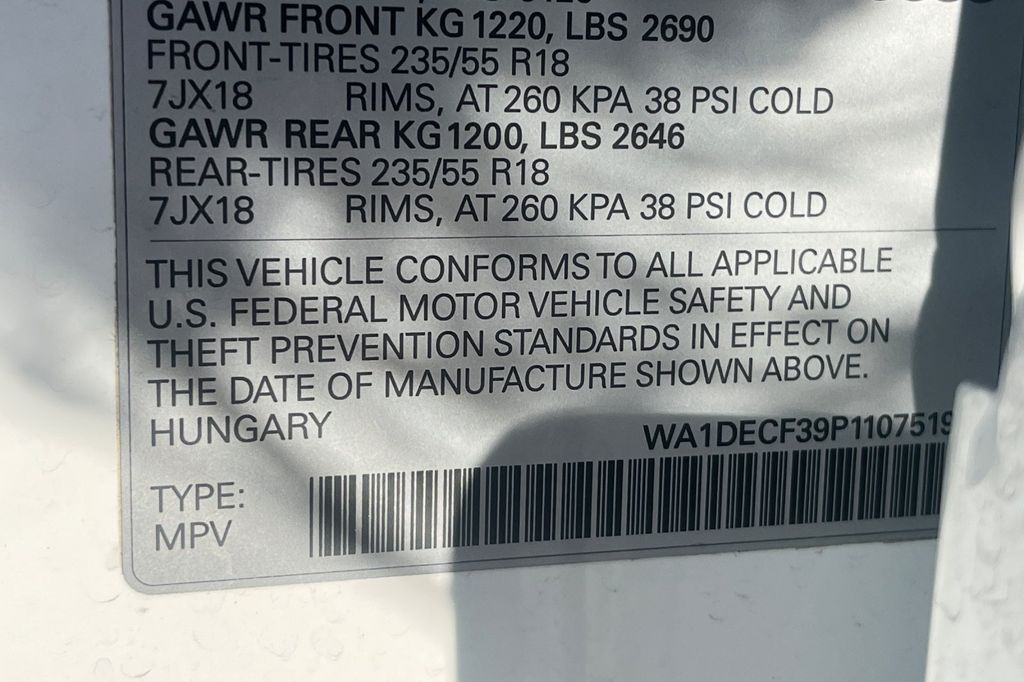 GAWR FRONT KG 1220, LBS 2690
FRONT-TIRES 235/55 R18
7JX18 RIMS, AT 260 KPA 38 PSI COLD
GAWR REAR KG 1200, LBS 2646
REAR-TIRES 235/55 R18
7JX18 RIMS, AT 260 KPA 38 PSI COLD
THIS VEHICLE CONFORMS TO ALL APPLICABLE
U.S. FEDERAL MOTOR VEHICLE SAFETY AND
THEFT PREVENTION STANDARDS IN EFFECT ON
THE DATE OF MANUFACTURE SHOWN ABOVE.
HUNGARY
WA1DECF39P1107519
TYPE:
MPV